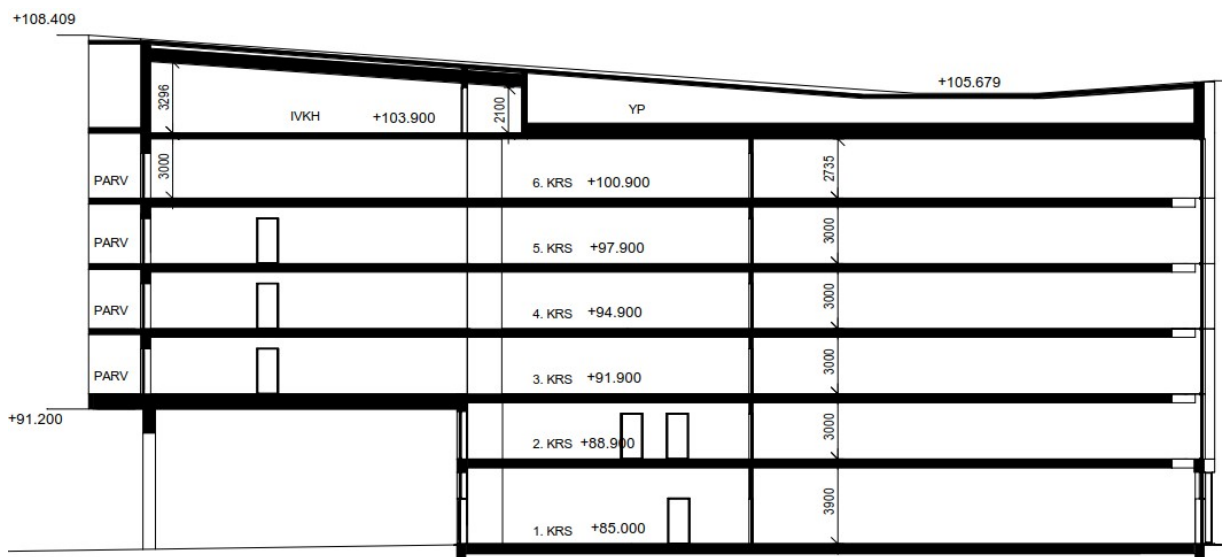 +108.409
+105.679
3296
IVKH
+103.900
2100
YP
3000
2735
PARV
6. KRS +100.900
PARV
5. KRS +97.900
3000
PARV
4. KRS +94.900
3000
PARV
3. KRS +91.900
3000
+91.200
2. KRS +88.900
3000
1. KRS +85.000
3900